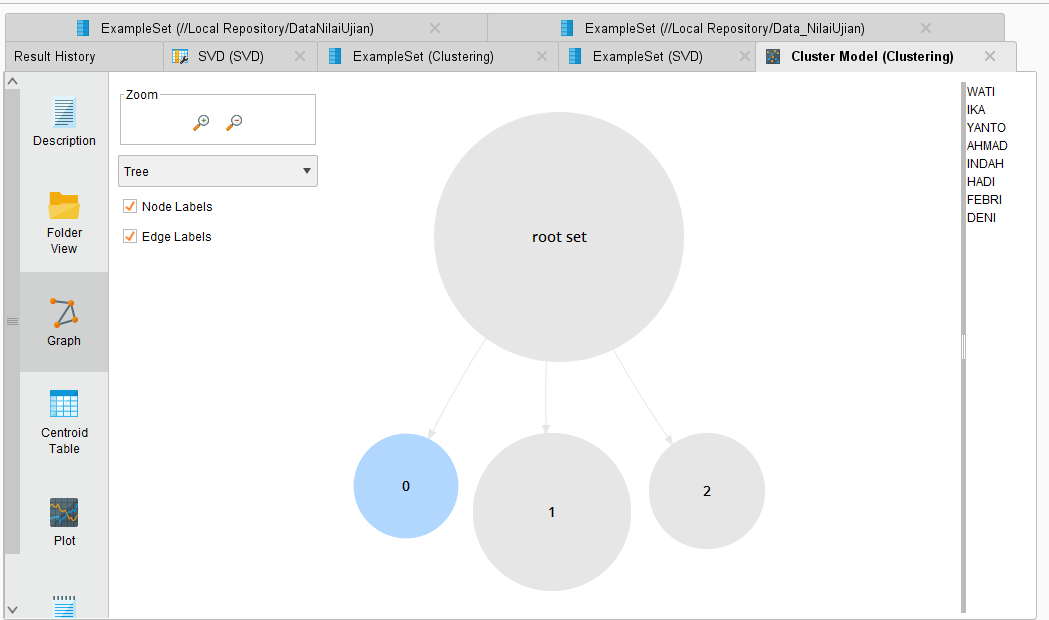 ExampleSet (//Local Repository/DataNilaiUjian)
ExampleSet (//Local Repository/Data_NilaiUjian)
Result History
SVD (SVD)
ExampleSet (Clustering)
ExampleSet (SVD)
Cluster Model (Clustering)
Description
Folder
View
Graph
Centroid
Table
Plot
Zoom
Tree
Node Labels
Edge Labels
root set
0
1
2
WATI
IKA
YANTO
AHMAD
INDAH
HADI
FEBRI
DENI